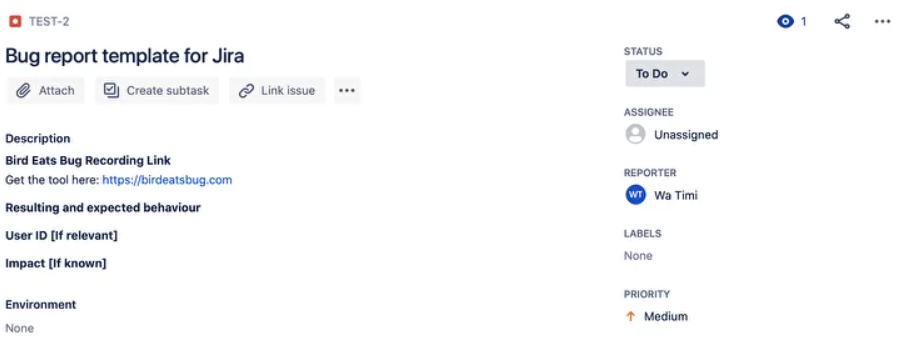 TEST-2
1
Bug report template for Jira
Attach
Create subtask
Link issue
Description
Bird Eats Bug Recording Link
Get the tool here: https://birdeatsbug.com
Resulting and expected behaviour
User ID [If relevant]
Impact [If known]
Environment
None
STATUS
To Do
ASSIGNEE
Unassigned
REPORTER
WT Wa Timi
LABELS
None
PRIORITY
Medium